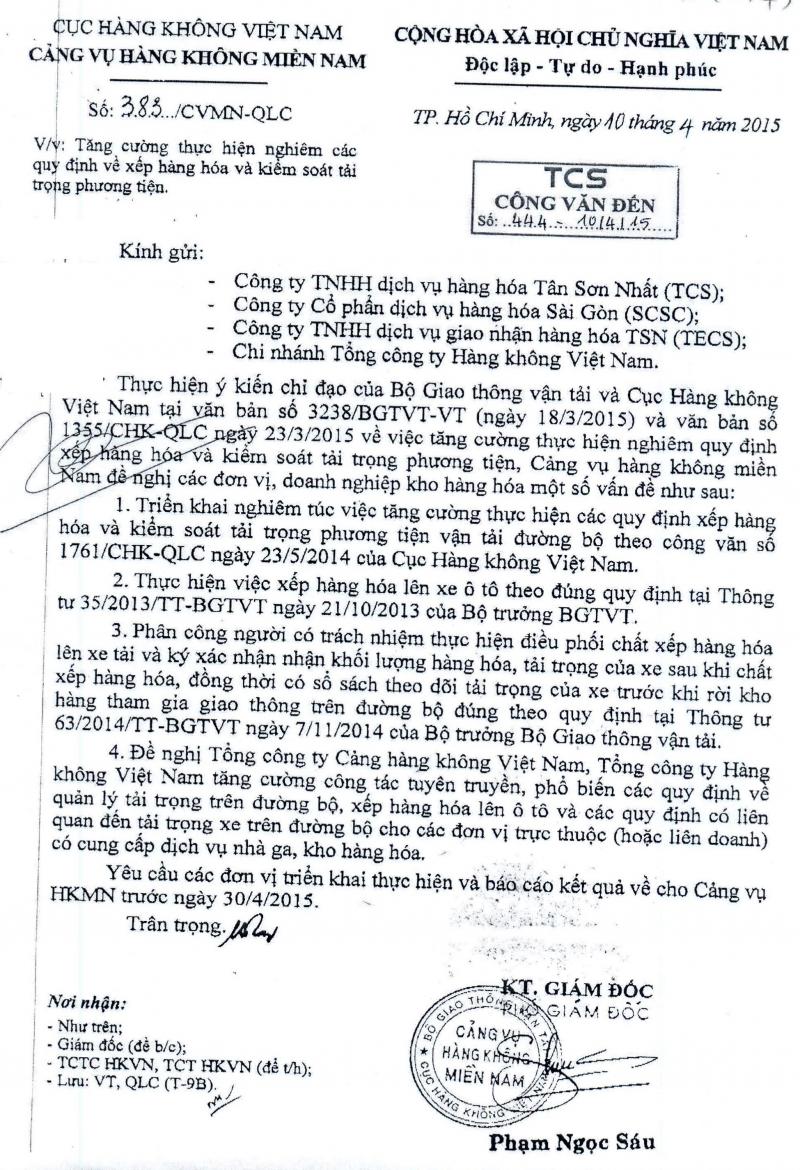 CỤC HÀNG KHÔNG VIỆT NAM
CẢNG VỤ HÀNG KHÔNG MIỀN NAM
CỘNG HÒA XÃ HỘI CHỦ NGHĨA VIỆT NAM
Độc lập - Tự do - Hạnh phúc
Số: 383.../CVMN-QLC
TP. Hồ Chí Minh, ngày 10 tháng 4 năm 2015
V/v: Tăng cường thực hiện nghiêm các
quy định về xếp hàng hóa và kiểm soát tải
trọng phương tiện.
TCS
CÔNG VĂN ĐẾN
Số: 444 - 10/4/15
Kính gửi:
- Công ty TNHH dịch vụ hàng hóa Tân Sơn Nhất (TCS);
- Công ty Cổ phần dịch vụ hàng hóa Sài Gòn (SCSC);
- Công ty TNHH dịch vụ giao nhận hàng hóa TSN (TECS);
- Chi nhánh Tổng công ty Hàng không Việt Nam.
Thực hiện ý kiến chỉ đạo của Bộ Giao thông vận tải và Cục Hàng không
Việt Nam tại văn bản số 3238/BGTVT-VT (ngày 18/3/2015) và văn bản số
1355/CHK-QLC ngày 23/3/2015 về việc tăng cường thực hiện nghiêm quy định
xếp hàng hóa và kiểm soát tải trọng phương tiện, Cảng vụ hàng không miền
Nam đề nghị các đơn vị, doanh nghiệp kho hàng hóa một số vấn đề như sau:
1. Triển khai nghiêm túc việc tăng cường thực hiện các quy định xếp hàng
hóa và kiểm soát tải trọng phương tiện vận tải đường bộ theo công văn số
1761/CHK-QLC ngày 23/5/2014 của Cục Hàng không Việt Nam.
2. Thực hiện việc xếp hàng hóa lên xe ô tô theo đúng quy định tại Thông
tư 35/2013/TT-BGTVT ngày 21/10/2013 của Bộ trưởng BGTVT.
3. Phân công người có trách nhiệm thực hiện điều phối chất xếp hàng hóa
lên xe tải và ký xác nhận nhận khối lượng hàng hóa, tải trọng của xe sau khi chất
xếp hàng hóa, đồng thời có sổ sách theo dõi tải trọng của xe trước khi rời kho
hàng tham gia giao thông trên đường bộ đúng theo quy định tại Thông tư
63/2014/TT-BGTVT ngày 7/11/2014 của Bộ trưởng Bộ Giao thông vận tải.
4. Đề nghị Tổng công ty Cảng hàng không Việt Nam, Tổng công ty Hàng
không Việt Nam tăng cường công tác tuyên truyền, phổ biến các quy định về
quản lý tải trọng trên đường bộ, xếp hàng hóa lên ô tô và các quy định có liên
quan đến tải trọng xe trên đường bộ cho các đơn vị trực thuộc (hoặc liên doanh)
có cung cấp dịch vụ nhà ga, kho hàng hóa.
Yêu cầu các đơn vị triển khai thực hiện và báo cáo kết quả về cho Cảng vụ
HKMN trước ngày 30/4/2015.
Trân trọng.
Nơi nhận:
- Như trên;
- Giám đốc (để b/c);
- TCTC HKVN, TCT HKVN (để t/h);
- Lưu: VT, QLC (T-9B).
KT. GIÁM ĐỐC
PHÓ GIÁM ĐỐC
BỘ GIAO THÔNG VẬN TẢI
CẢNG VỤ
HÀNG KHÔNG
MIỀN NAM
CỤC HÀNG KHÔNG VIỆT NAM
Phạm Ngọc Sáu